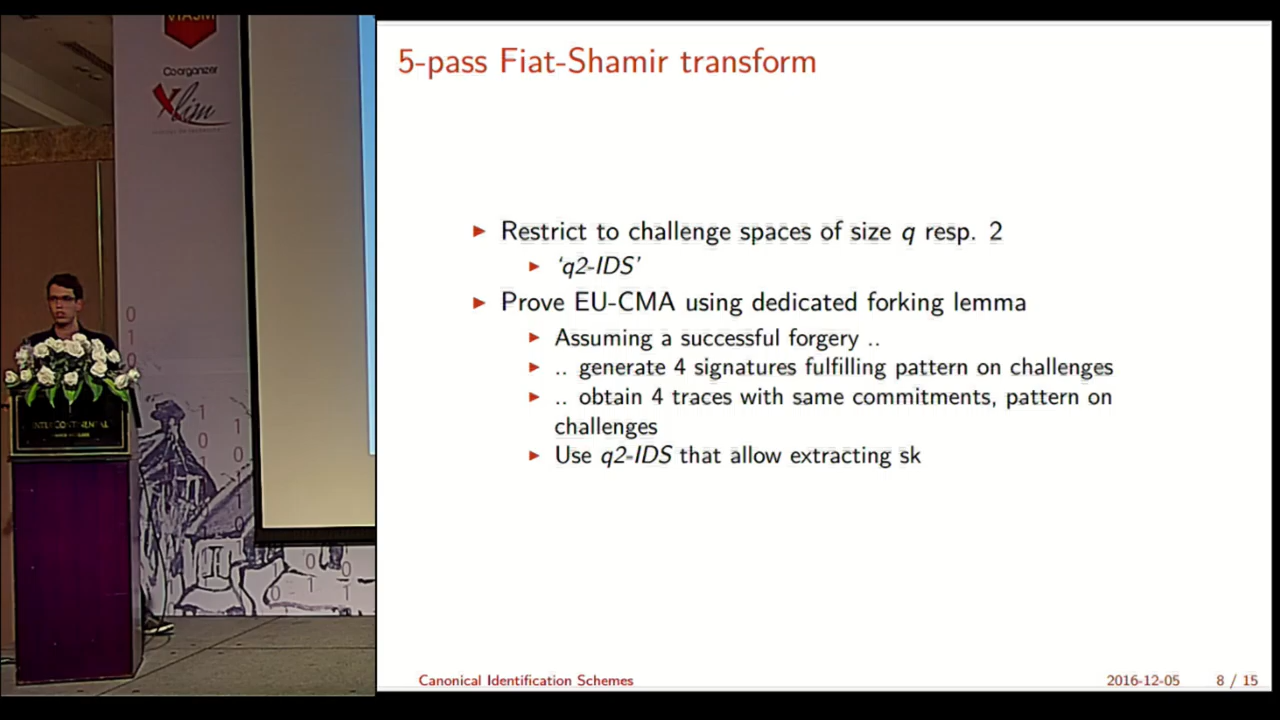 VIASM
Coorganizer
Xlim
INTERCONTINENTAL
5-pass Fiat-Shamir transform
Restrict to challenge spaces of size q resp. 2
‘q2-IDS’
Prove EU-CMA using dedicated forking lemma
Assuming a successful forgery ..
.. generate 4 signatures fulfilling pattern on challenges
.. obtain 4 traces with same commitments, pattern on
challenges
Use q2-IDS that allow extracting sk
Canonical Identification Schemes
2016-12-05
8 / 15